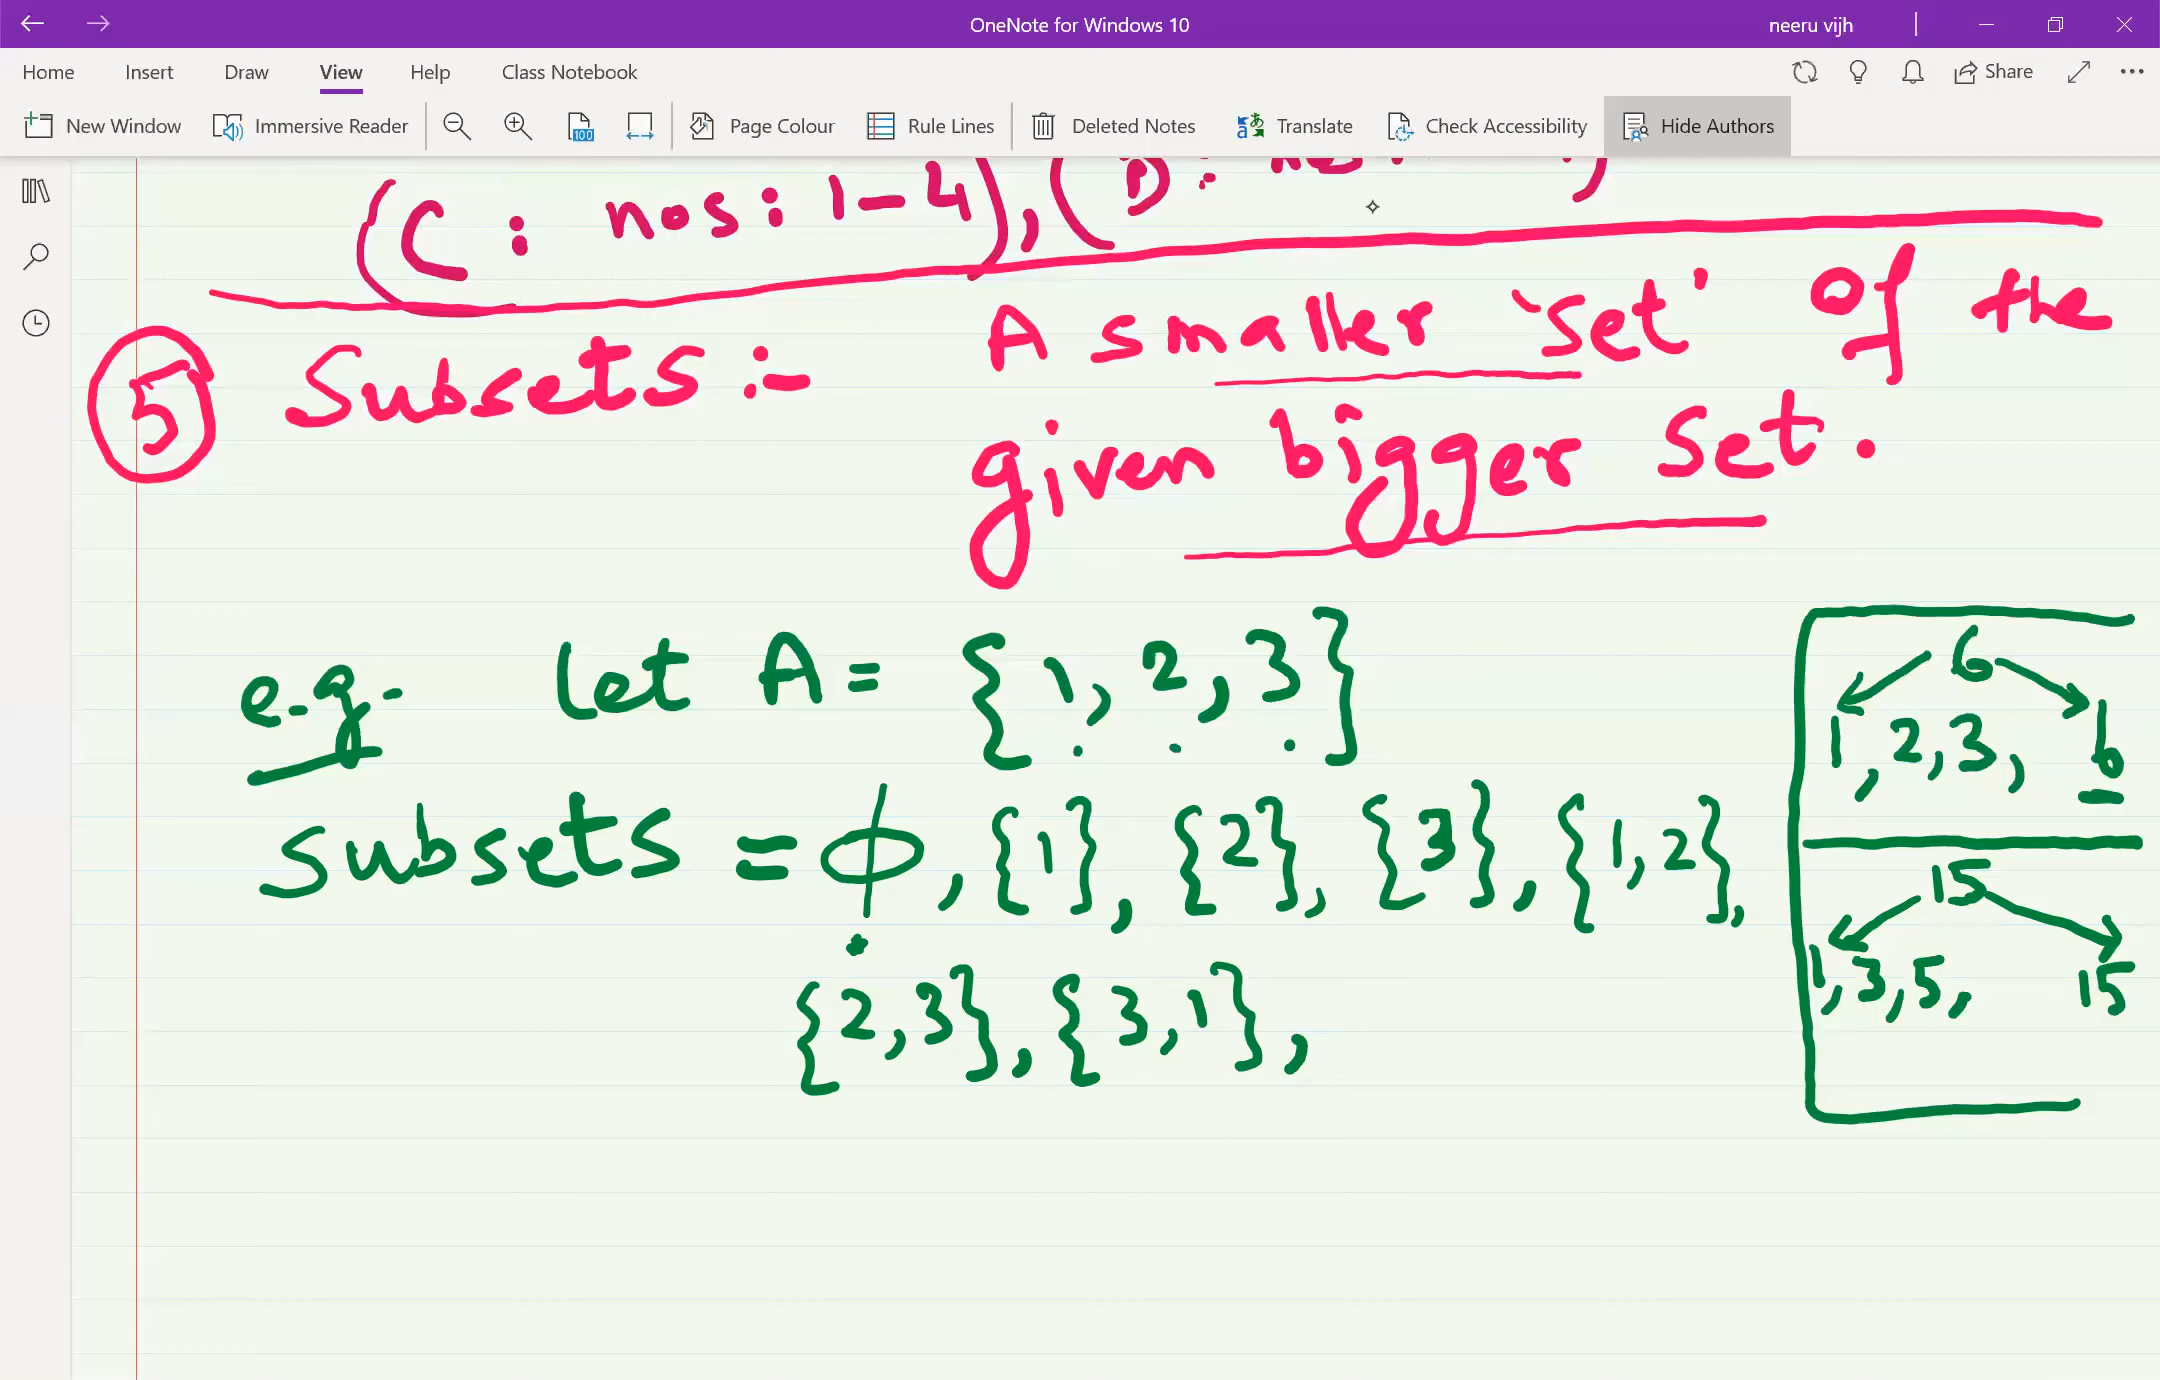 OneNote for Windows 10 neeru vijh
Home Insert Draw View Help Class Notebook Share
New Window Immersive Reader 100 Page Colour Rule Lines Deleted Notes Translate Check Accessibility Hide Authors
(C : nos : 1-4), (D :
5 Subsets :- A smaller 'set' of the
given bigger set.
e.g. let A = {1, 2, 3}
subsets = ϕ, {1}, {2}, {3}, {1,2},
{2,3}, {3,1},
6
1, 2, 3, 6
15
1, 3, 5, 15